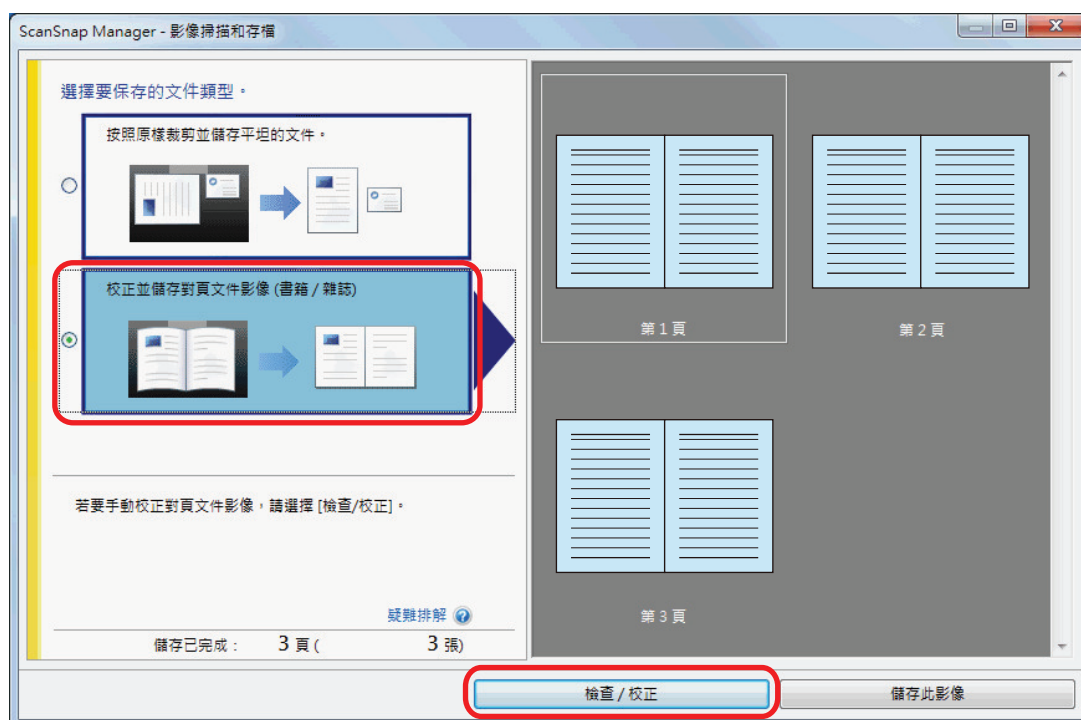 ScanSnap Manager - 影像掃描和存檔
選擇要保存的文件類型。
按照原樣裁剪並儲存平坦的文件。
校正並儲存對頁文件影像 (書籍 / 雜誌)
若要手動校正對頁文件影像，請選擇 [檢查/校正]。
疑難排解
儲存已完成： 3 頁 ( 3 張)
第 1 頁
第 2 頁
第 3 頁
檢查 / 校正
儲存此影像